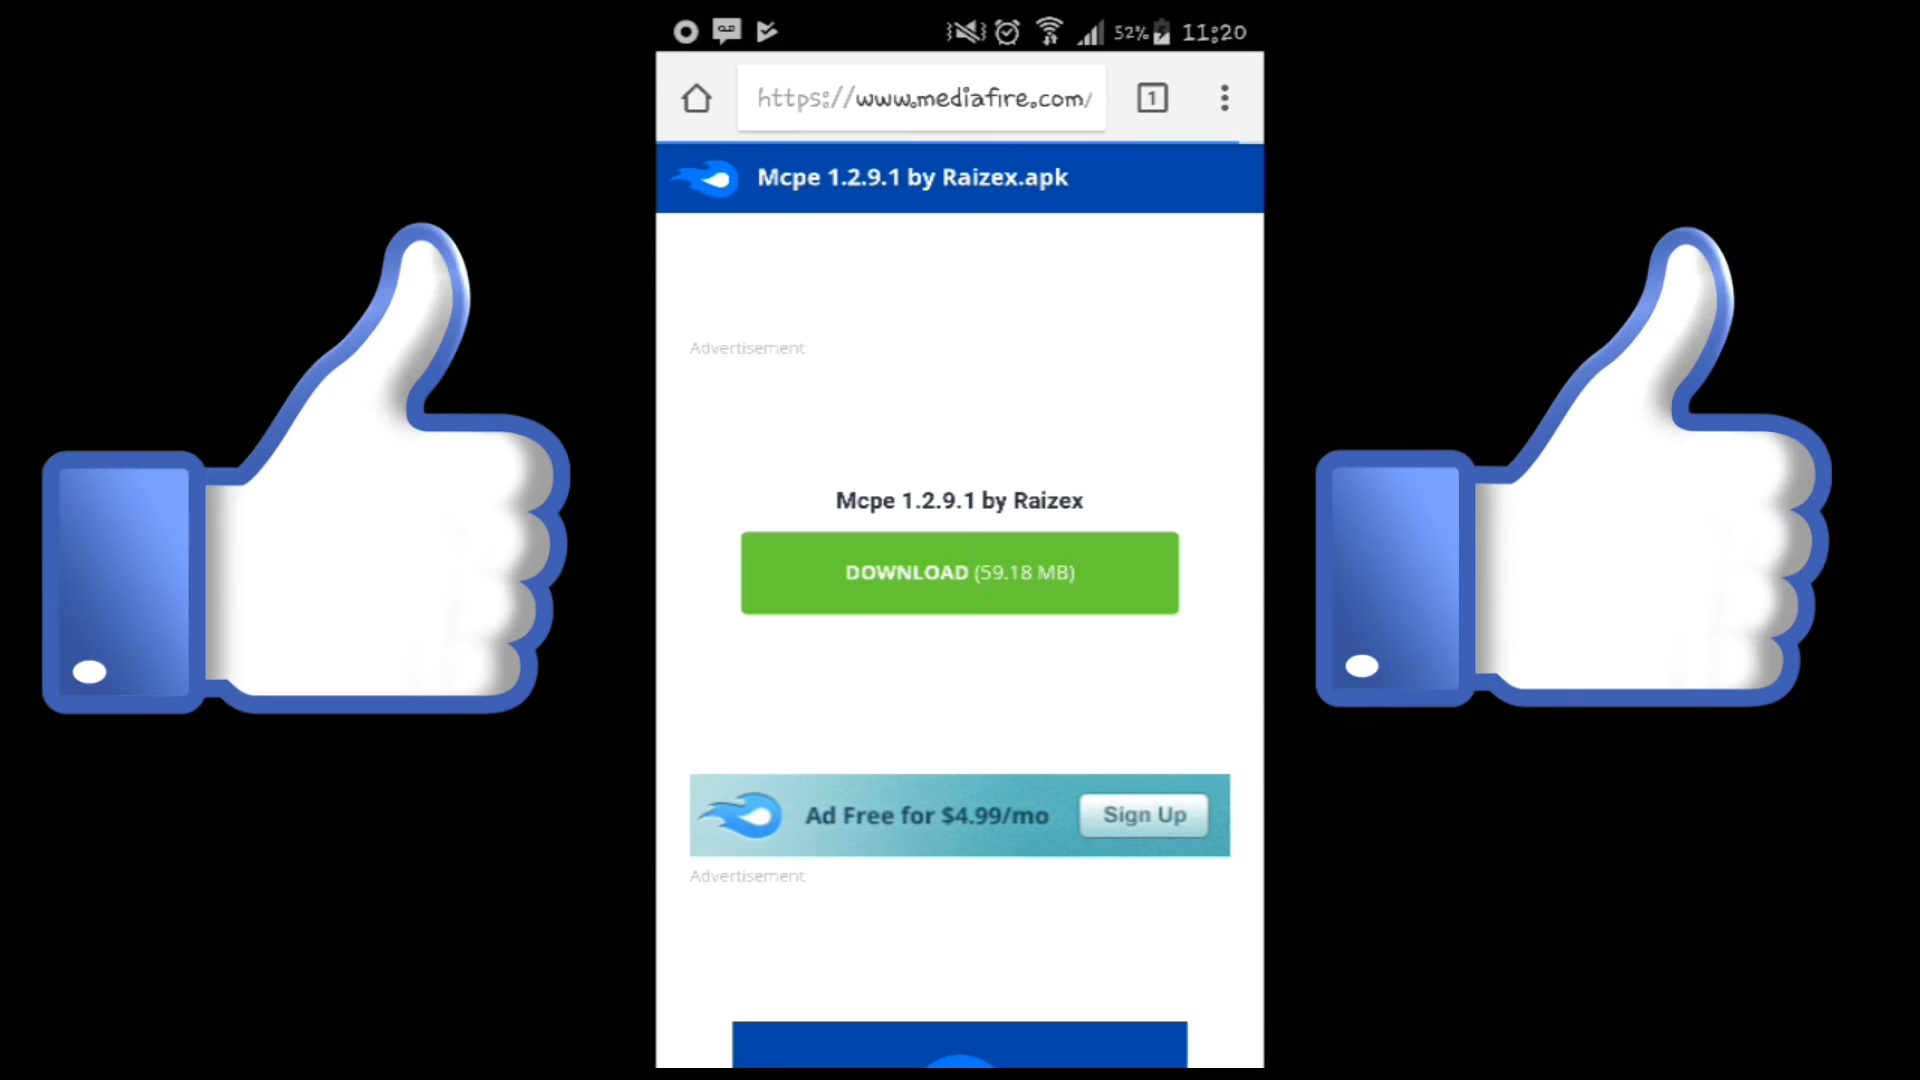 52% 11:20
https://www.mediafire.com/
1
Mcpe 1.2.9.1 by Raizex.apk
Advertisement
Mcpe 1.2.9.1 by Raizex
DOWNLOAD (59.18 MB)
Ad Free for $4.99/mo Sign Up
Advertisement